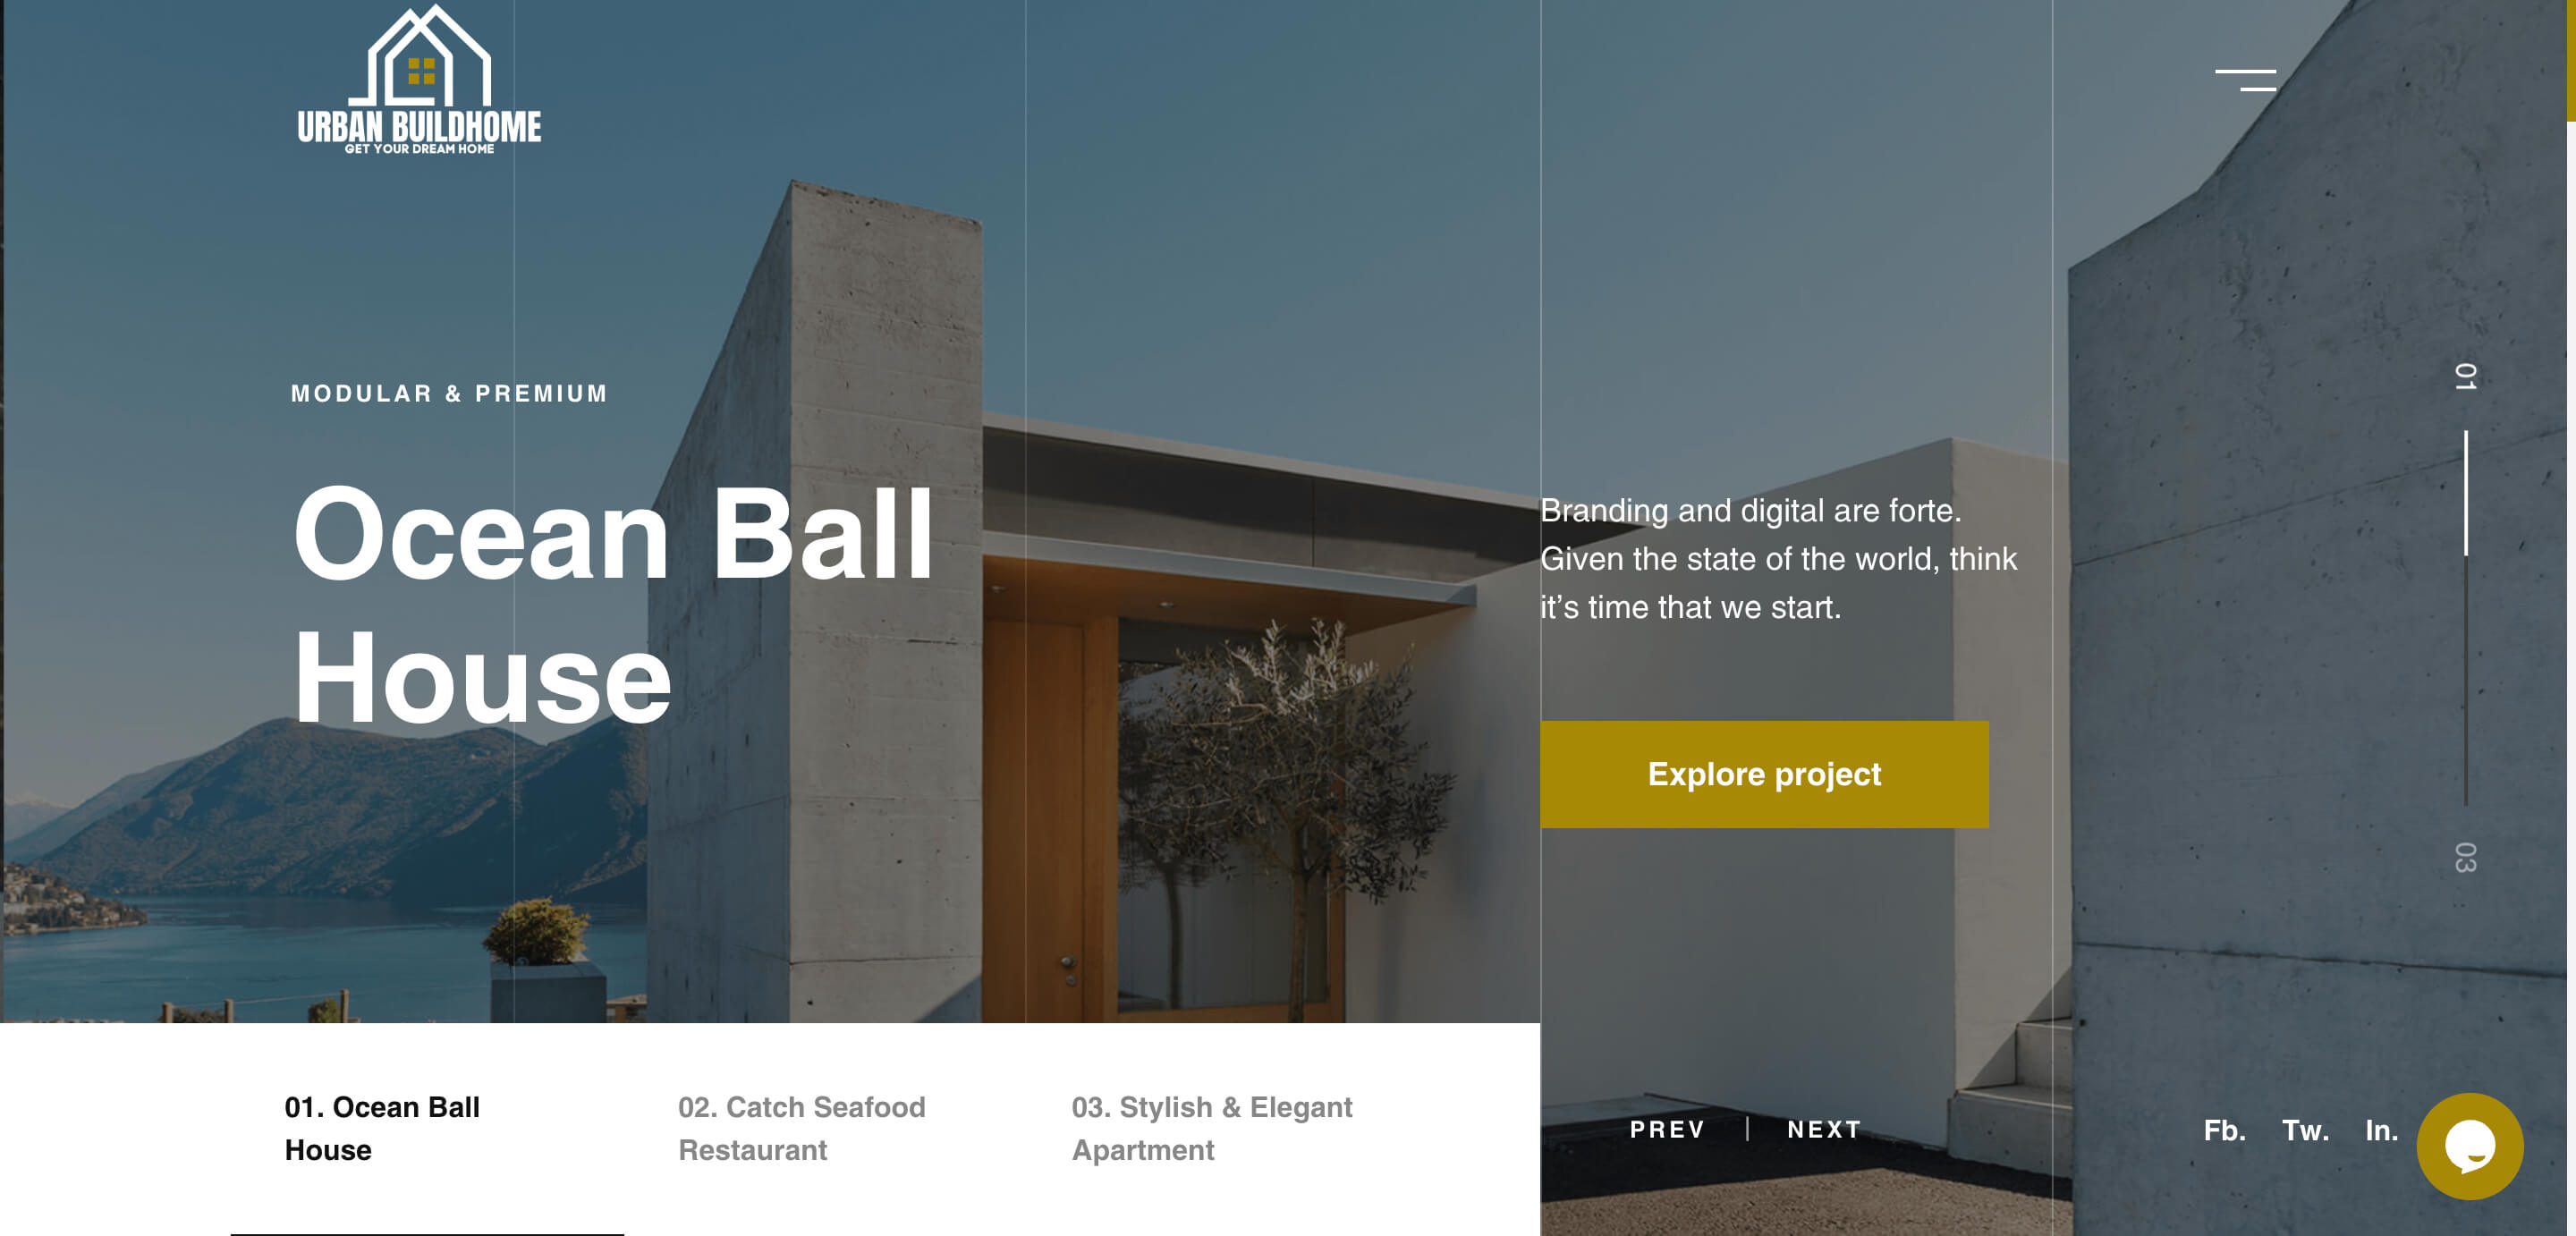 URBAN BUILDHOME
GET YOUR DREAM HOME
MODULAR & PREMIUM
Ocean Ball
House
Branding and digital are forte.
Given the state of the world, think
it’s time that we start.
Explore project
01
03
01. Ocean Ball
House
02. Catch Seafood
Restaurant
03. Stylish & Elegant
Apartment
PREV | NEXT
Fb. Tw. In.